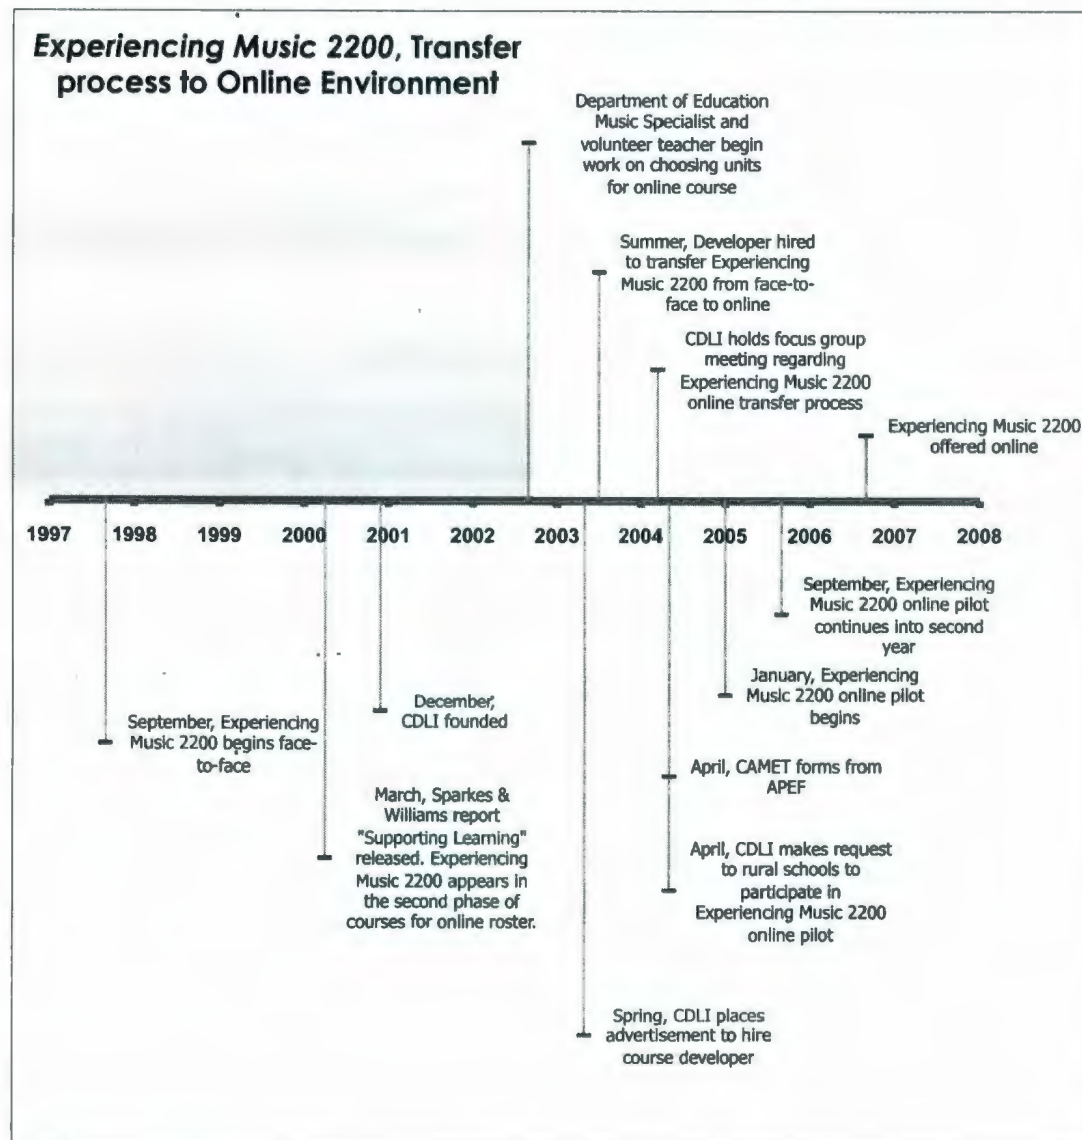 Experiencing Music 2200, Transfer
process to Online Environment
Department of Education
Music Specialist and
volunteer teacher begin
work on choosing units
for online course
Summer, Developer hired
to transfer Experiencing
Music 2200 from face-to-
face to online
CDLI holds focus group
meeting regarding
Experiencing Music 2200
online transfer process
Experiencing Music 2200
offered online
1997 1998 1999 2000 2001 2002 2003 2004 2005 2006 2007 2008
September, Experiencing
Music 2200 online pilot
continues into second
year
January, Experiencing
Music 2200 online pilot
begins
December,
CDLI founded
September, Experiencing
Music 2200 begins face-
to-face
April, CAMET forms from
APEF
March, Sparkes &
Williams report
"Supporting Learning"
released. Experiencing
Music 2200 appears in
the second phase of
courses for online roster.
April, CDLI makes request
to rural schools to
participate in
Experiencing Music 2200
online pilot
Spring, CDLI places
advertisement to hire
course developer